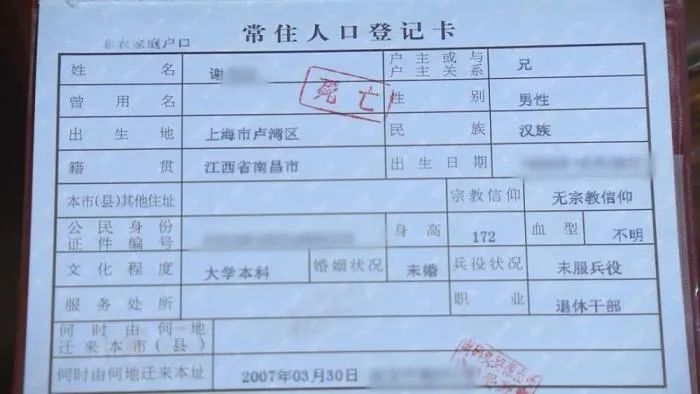 非农家庭户口
常住人口登记卡
姓名 谢 户主或与户主关系 兄
死亡
曾用名 性别 男性
出生地 上海市卢湾区 民族 汉族
籍贯 江西省南昌市 出生日期
本市(县)其他住址 宗教信仰 无宗教信仰
公民身份证件编号 身高 172 血型 不明
文化程度 大学本科 婚姻状况 未婚 兵役状况 未服兵役
服务处所 职业 退休干部
何时由何地迁来本市(县)
何时由何地迁来本址 2007年03月30日